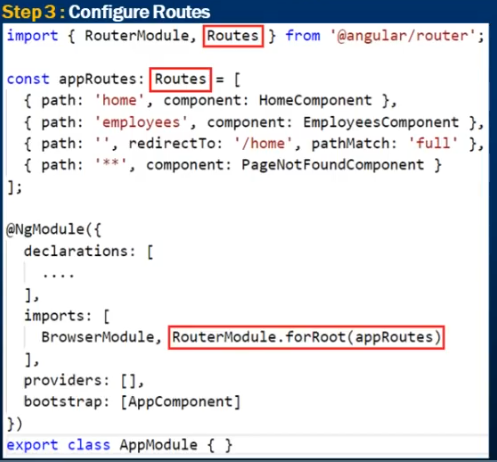 Step 3 : Configure Routes
import { RouterModule, Routes } from '@angular/router';
const appRoutes: Routes = [
  { path: 'home', component: HomeComponent },
  { path: 'employees', component: EmployeesComponent },
  { path: '', redirectTo: '/home', pathMatch: 'full' },
  { path: '**', component: PageNotFoundComponent }
];
@NgModule({
  declarations: [
    ....
  ],
  imports: [
    BrowserModule, RouterModule.forRoot(appRoutes)
  ],
  providers: [],
  bootstrap: [AppComponent]
})
export class AppModule { }